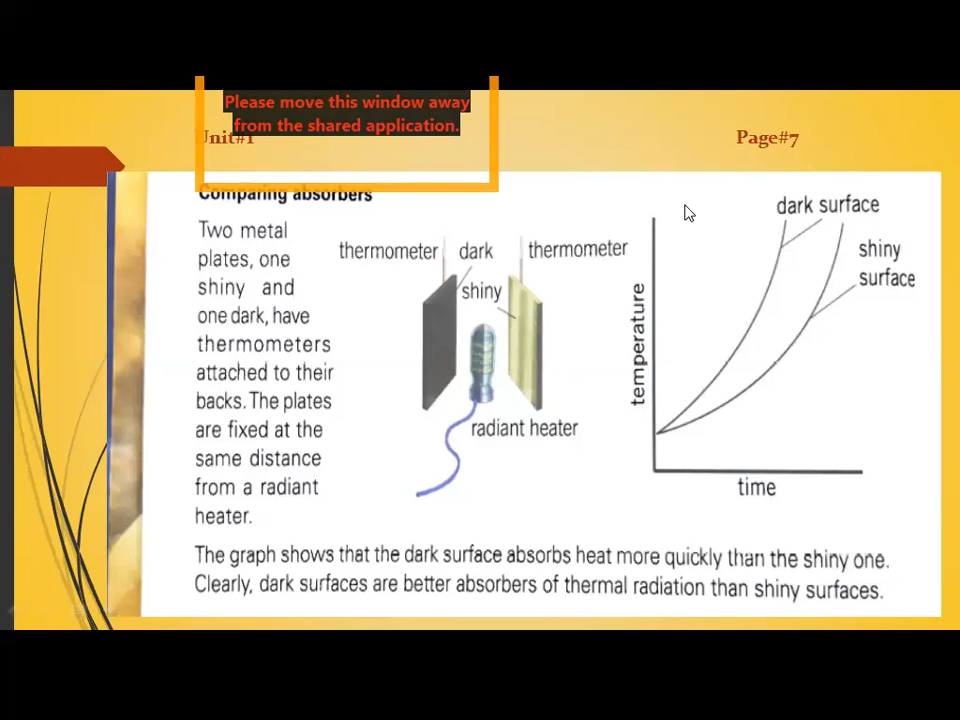 Please move this window away
from the shared application.
Unit#1
Page#7
Comparing absorbers
Two metal
plates, one
shiny and
one dark, have
thermometers
attached to their
backs. The plates
are fixed at the
same distance
from a radiant
heater.
thermometer
dark
thermometer
shiny
radiant heater
dark surface
shiny
surface
temperature
time
The graph shows that the dark surface absorbs heat more quickly than the shiny one.
Clearly, dark surfaces are better absorbers of thermal radiation than shiny surfaces.